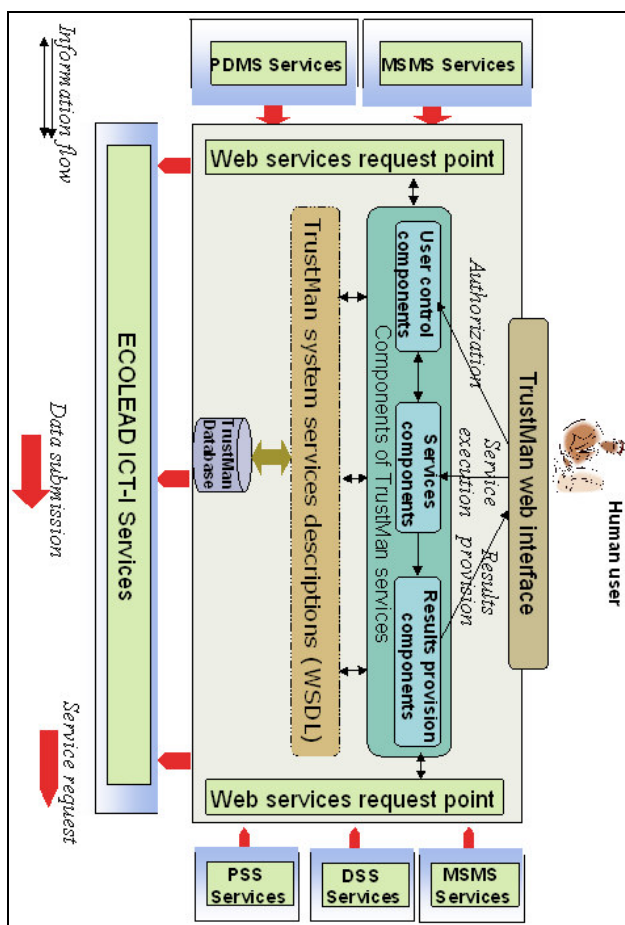 PDMS Services
MSMS Services
Web services request point
Human user
TrustMan web interface
Authorization
Service
execution
Results
provision
User control
components
Services
components
Results provision
components
Components of TrustMan services
TrustMan system services descriptions (WSDL)
TrustMan
Database
ECOLEAD ICT-I Services
Web services request point
PSS
Services
DSS
Services
MSMS
Services
Information flow
Data submission
Service request